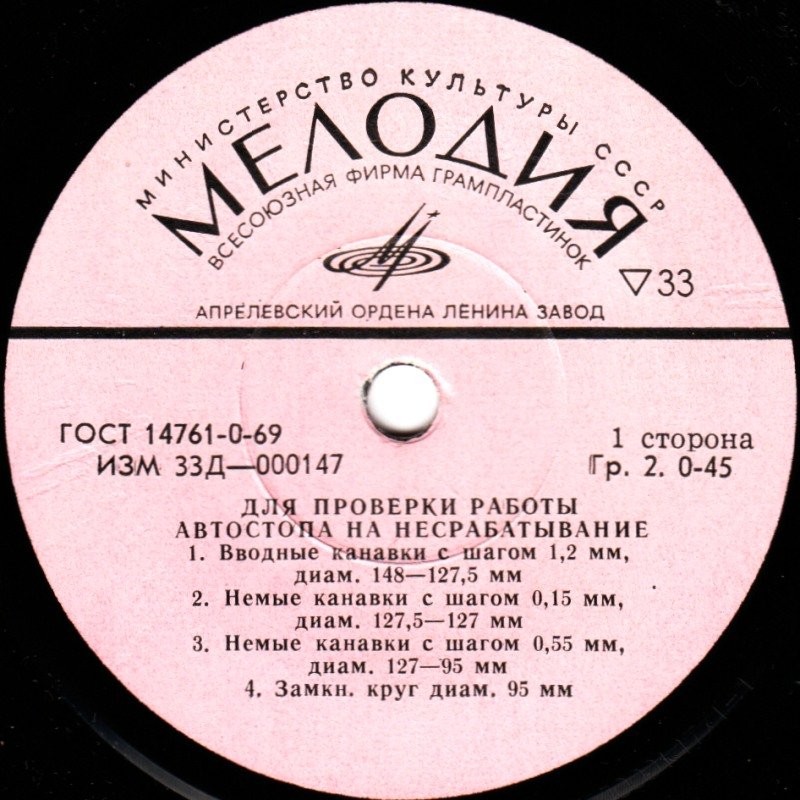 МИНИСТЕРСТВО КУЛЬТУРЫ СССР
МЕЛОДИЯ
ВСЕСОЮЗНАЯ ФИРМА ГРАМПЛАСТИНОК
33
АПРЕЛЕВСКИЙ ОРДЕНА ЛЕНИНА ЗАВОД
ГОСТ 14761-0-69
1 сторона
ИЗМ 33Д—000147
Гр. 2. 0-45
ДЛЯ ПРОВЕРКИ РАБОТЫ
АВТОСТОПА НА НЕСРАБАТЫВАНИЕ
1. Вводные канавки с шагом 1,2 мм,
диам. 148—127,5 мм
2. Немые канавки с шагом 0,15 мм,
диам. 127,5—127 мм
3. Немые канавки с шагом 0,55 мм,
диам. 127—95 мм
4. Замкн. круг диам. 95 мм